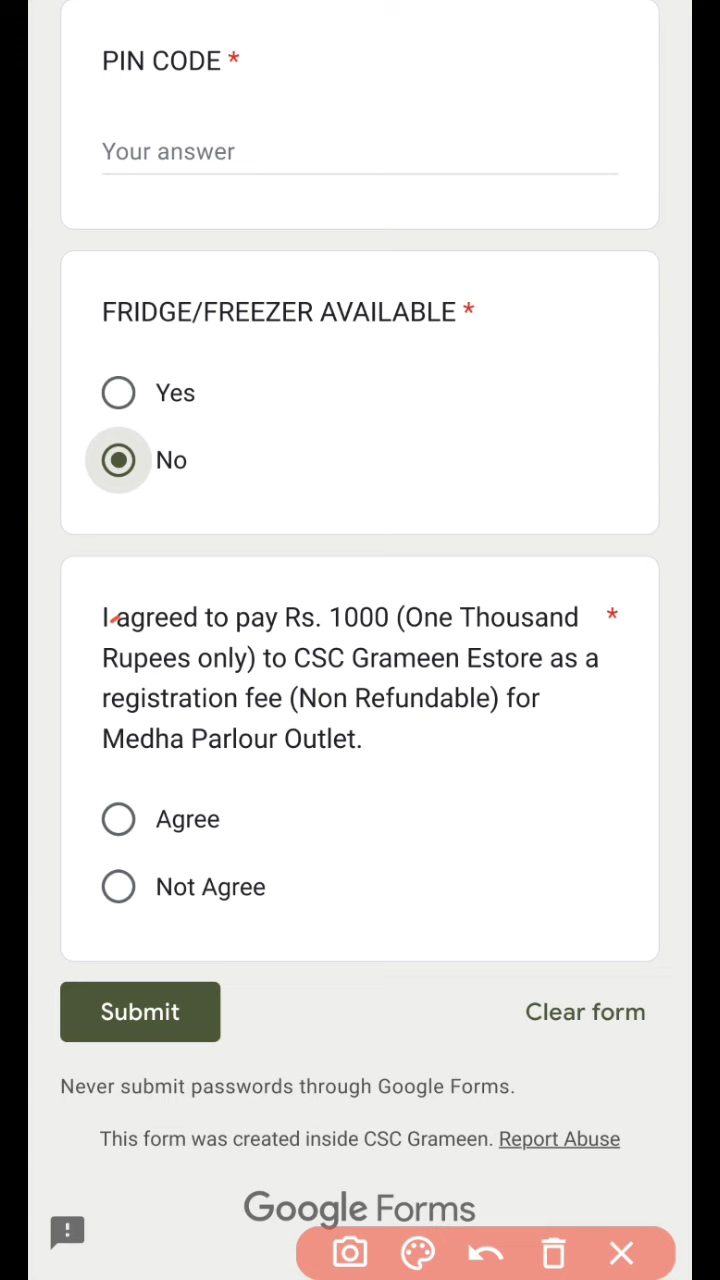 PIN CODE *
Your answer
FRIDGE/FREEZER AVAILABLE *
Yes
No
I agreed to pay Rs. 1000 (One Thousand *
Rupees only) to CSC Grameen Estore as a
registration fee (Non Refundable) for
Medha Parlour Outlet.
Agree
Not Agree
Submit Clear form
Never submit passwords through Google Forms.
This form was created inside CSC Grameen. Report Abuse
Google Forms